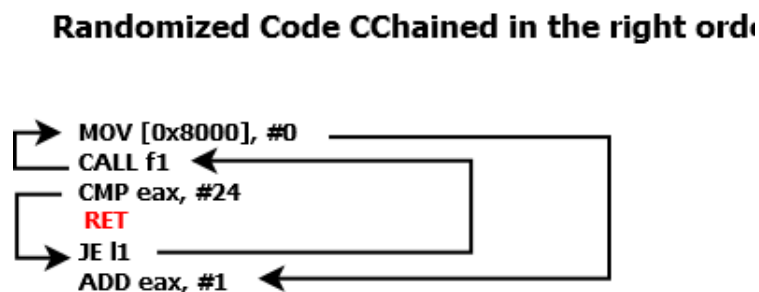 Randomized Code CChained in the right orde
MOV [0x8000], #0
CALL f1
CMP eax, #24
RET
JE l1
ADD eax, #1